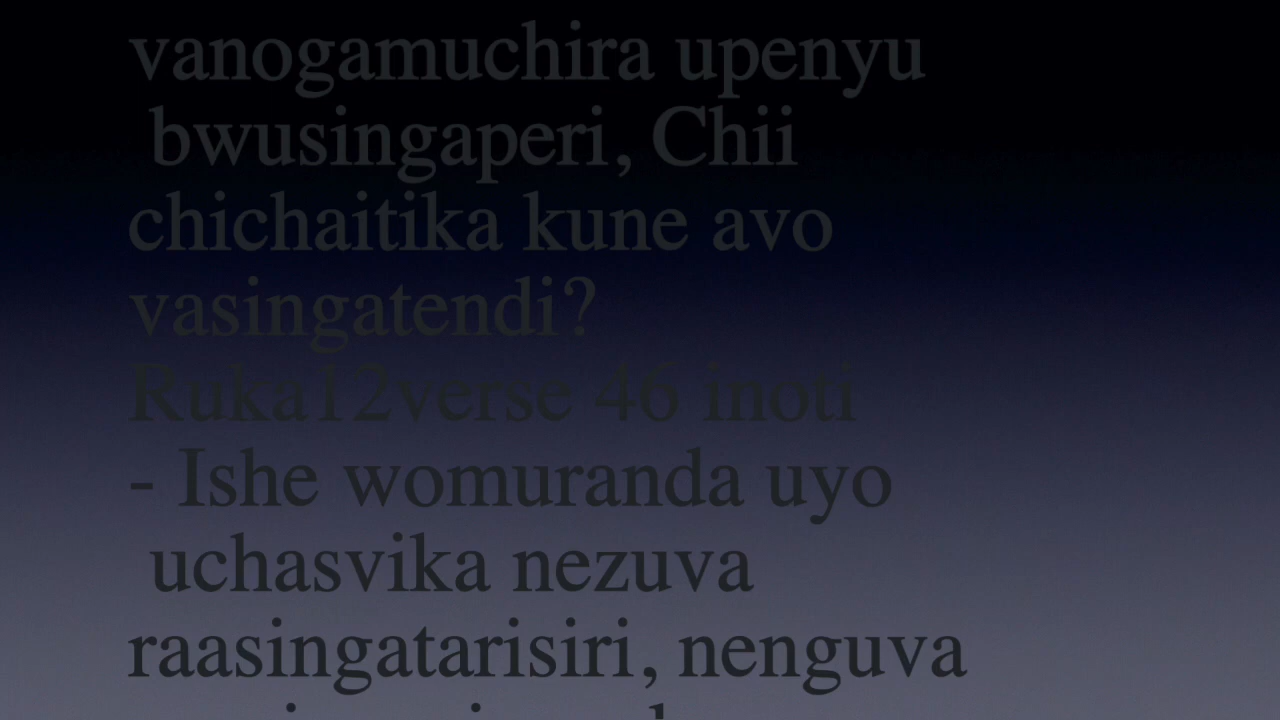 vanogamuchira upenyu
bwusingaperi, Chii
chichaitika kune avo
vasingatendi?
Ruka12verse 46 inoti
- Ishe womuranda uyo
uchasvika nezuva
raasingatarisiri, nenguva